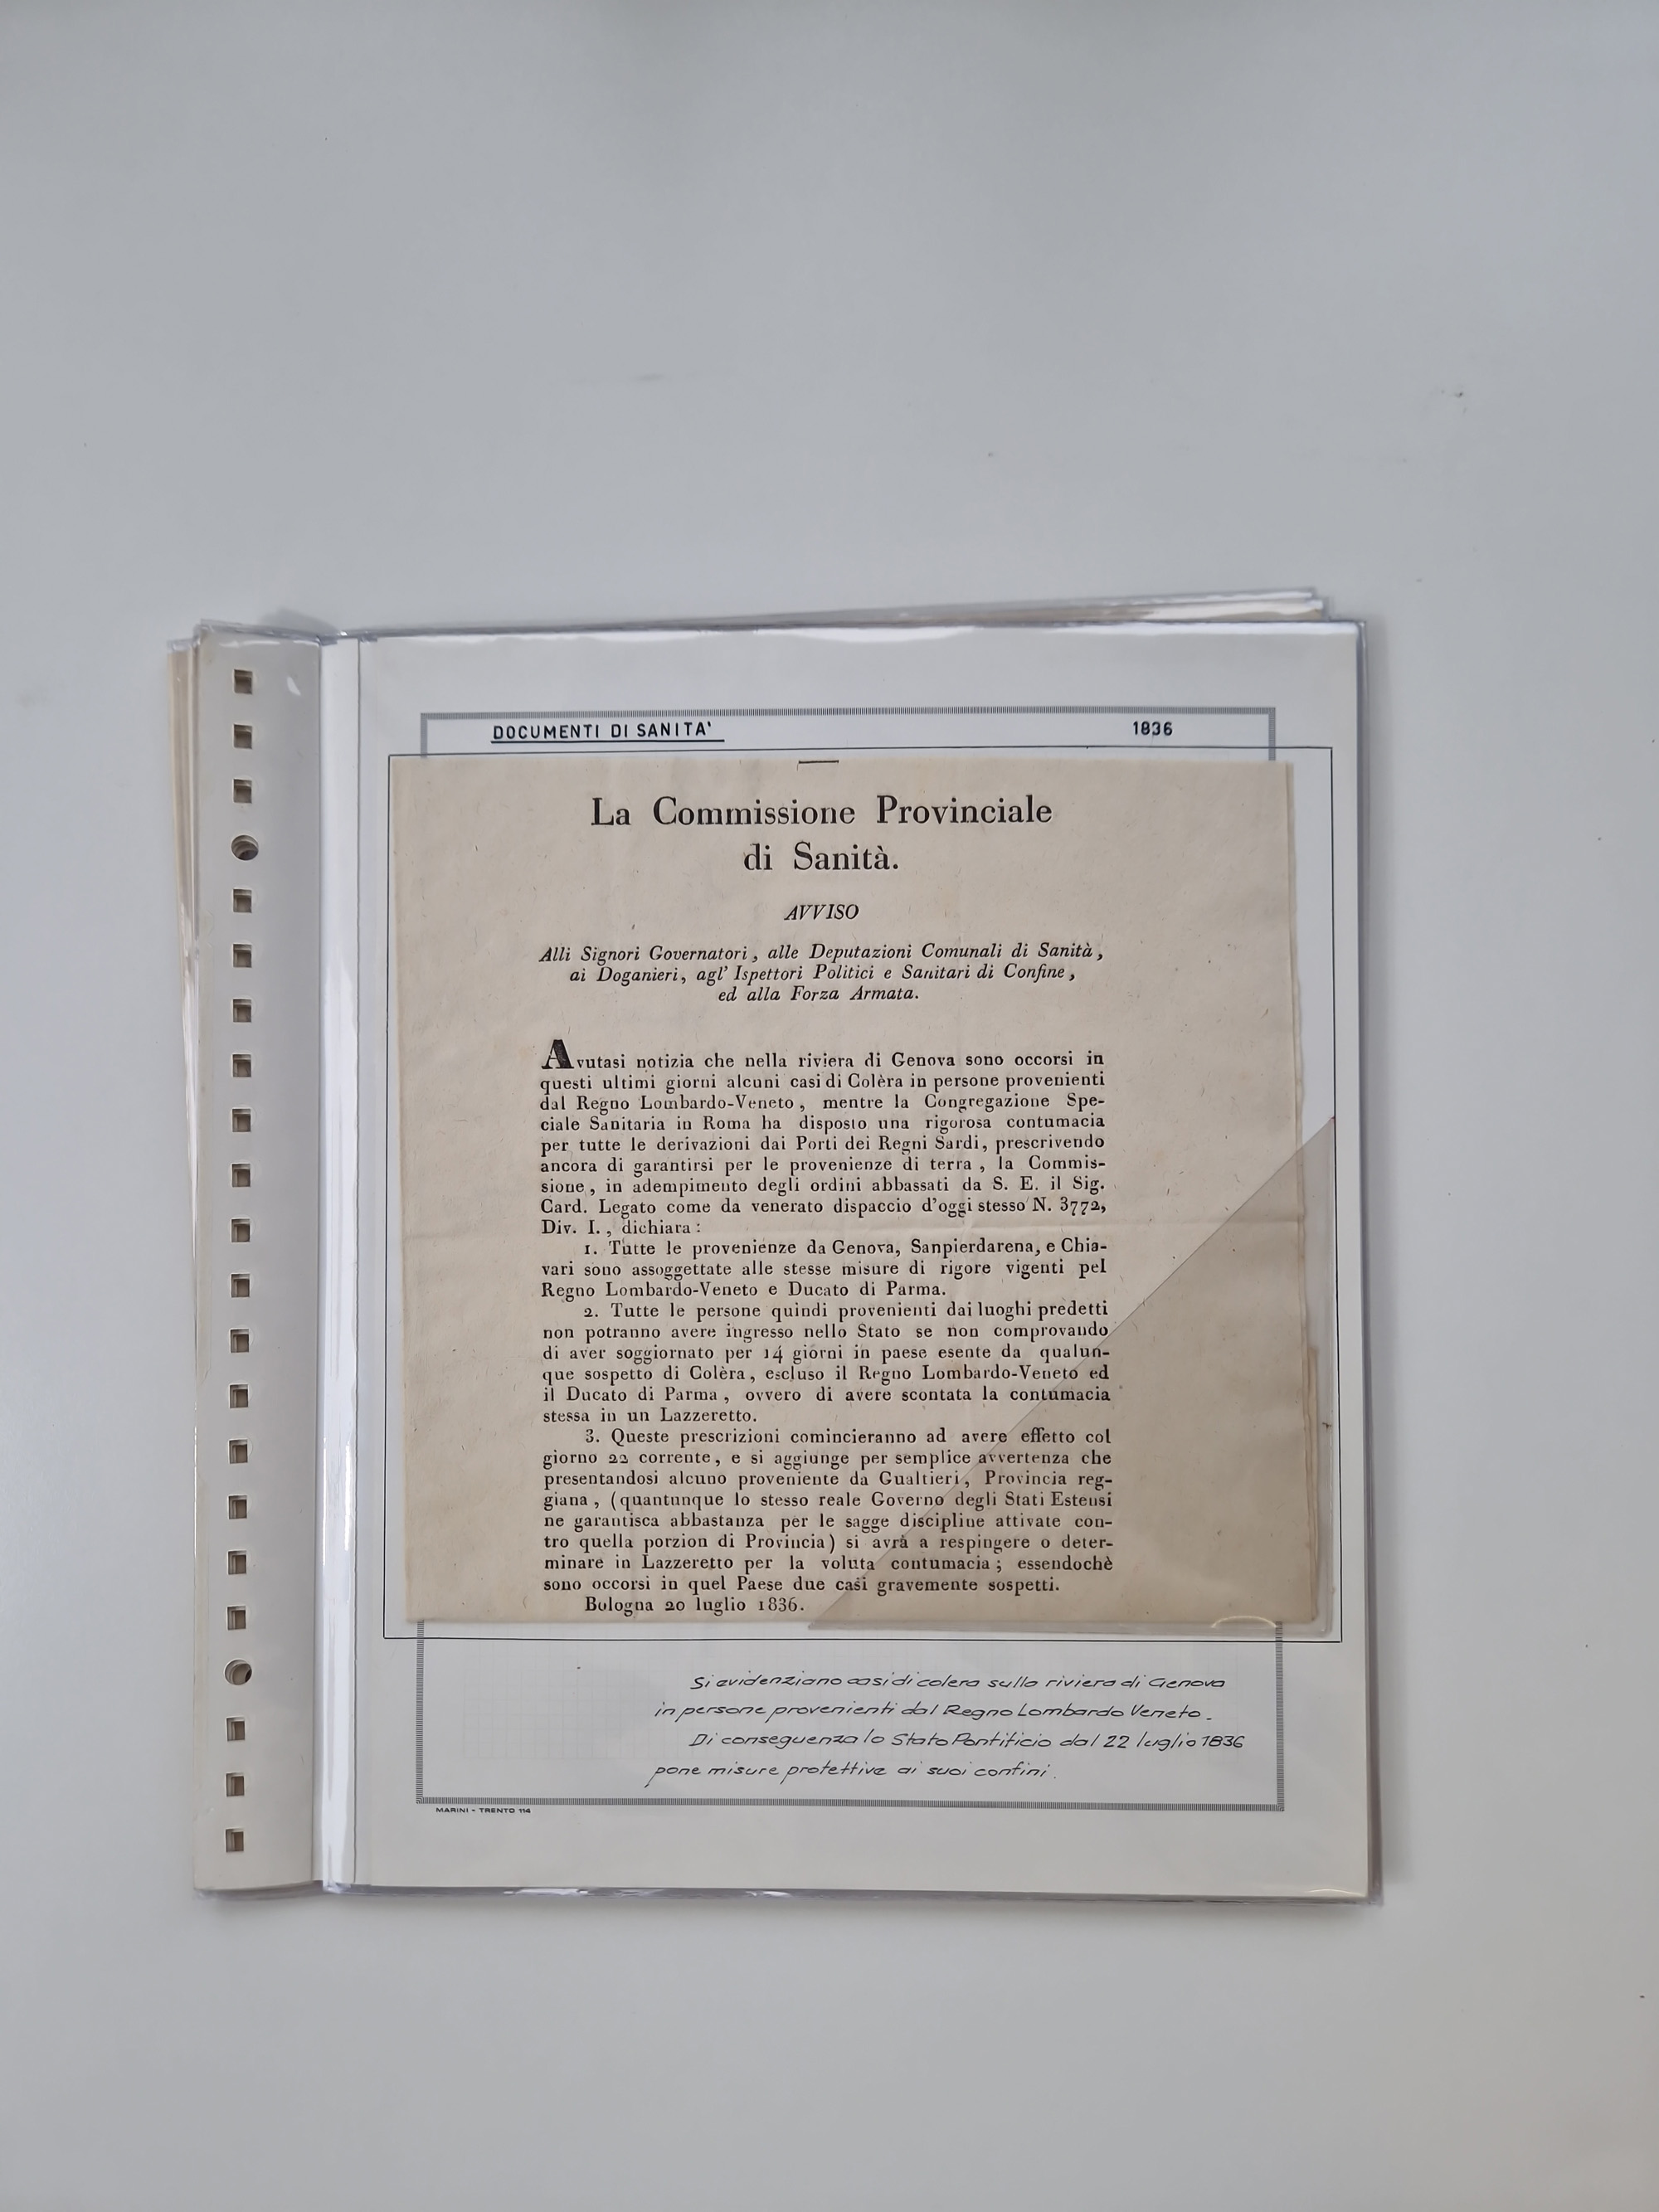 DOCUMENTI DI SANITA' 1836
La Commissione Provinciale
di Sanità.
AVVISO
Alli Signori Governatori, alle Deputazioni Comunali di Sanità,
ai Doganieri, agl' Ispettori Politici e Sanitari di Confine,
ed alla Forza Armata.
Avutasi notizia che nella riviera di Genova sono occorsi in
questi ultimi giorni alcuni casi di Colèra in persone provenienti
dal Regno Lombardo-Veneto, mentre la Congregazione Spe-
ciale Sanitaria in Roma ha disposto una rigorosa contumacia
per tutte le derivazioni dai Porti dei Regni Sardi, prescrivendo
ancora di garantirsi per le provenienze di terra, la Commis-
sione, in adempimento degli ordini abbassati da S. E. il Sig.
Card. Legato come da venerato dispaccio d'oggi stesso N. 3772,
Div. I., dichiara:
1. Tutte le provenienze da Genova, Sanpierdarena, e Chia-
vari sono assoggettate alle stesse misure di rigore vigenti pel
Regno Lombardo-Veneto e Ducato di Parma.
2. Tutte le persone quindi provenienti dai luoghi predetti
non potranno avere ingresso nello Stato se non comprovando
di aver soggiornato per 14 giorni in paese esente da qualun-
que sospetto di Colèra, escluso il Regno Lombardo-Veneto ed
il Ducato di Parma, ovvero di avere scontata la contumacia
stessa in un Lazzeretto.
3. Queste prescrizioni comincieranno ad avere effetto col
giorno 22 corrente, e si aggiunge per semplice avvertenza che
presentandosi alcuno proveniente da Gualtieri, Provincia reg-
giana, (quantunque lo stesso reale Governo degli Stati Estensi
ne garantisca abbastanza per le sagge discipline attivate con-
tro quella porzion di Provincia) si avrà a respingere o deter-
minare in Lazzeretto per la voluta contumacia; essendochè
sono occorsi in quel Paese due casi gravemente sospetti.
Bologna 20 luglio 1836.
Si evidenziano casi di colera sulla riviera di Genova
in persone provenienti dal Regno Lombardo Veneto.
Di conseguenza lo Stato Pontificio dal 22 luglio 1836
pone misure protettive ai suoi confini.
MARINI - TRENTO 114